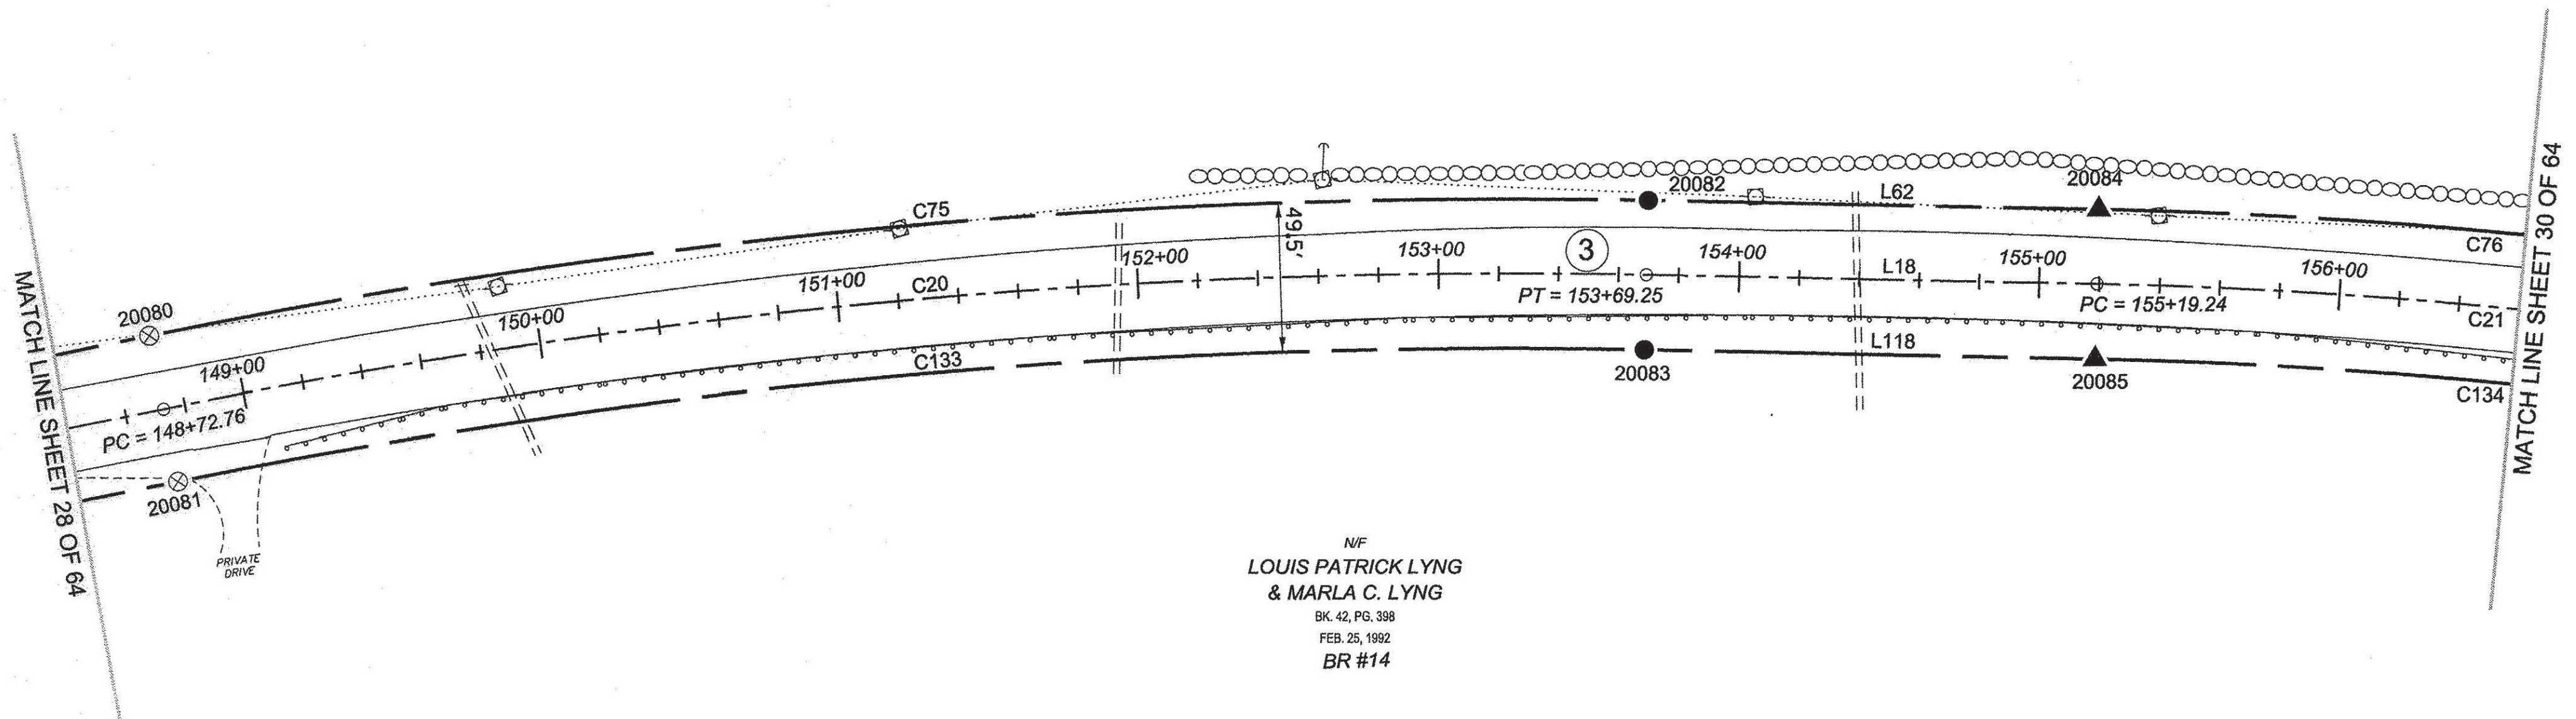 MATCH LINE SHEET 28 OF 64
20080
149+00
PC = 148+72.76
20081
PRIVATE
DRIVE
150+00
151+00
C75
C20
C133
152+00
49.5'
153+00
3
PT = 153+69.25
20082
20083
154+00
L62
L18
L118
155+00
20084
PC = 155+19.24
20085
156+00
C76
C21
C134
MATCH LINE SHEET 30 OF 64
N/F
LOUIS PATRICK LYNG
& MARLA C. LYNG
BK. 42, PG. 398
FEB. 25, 1992
BR #14